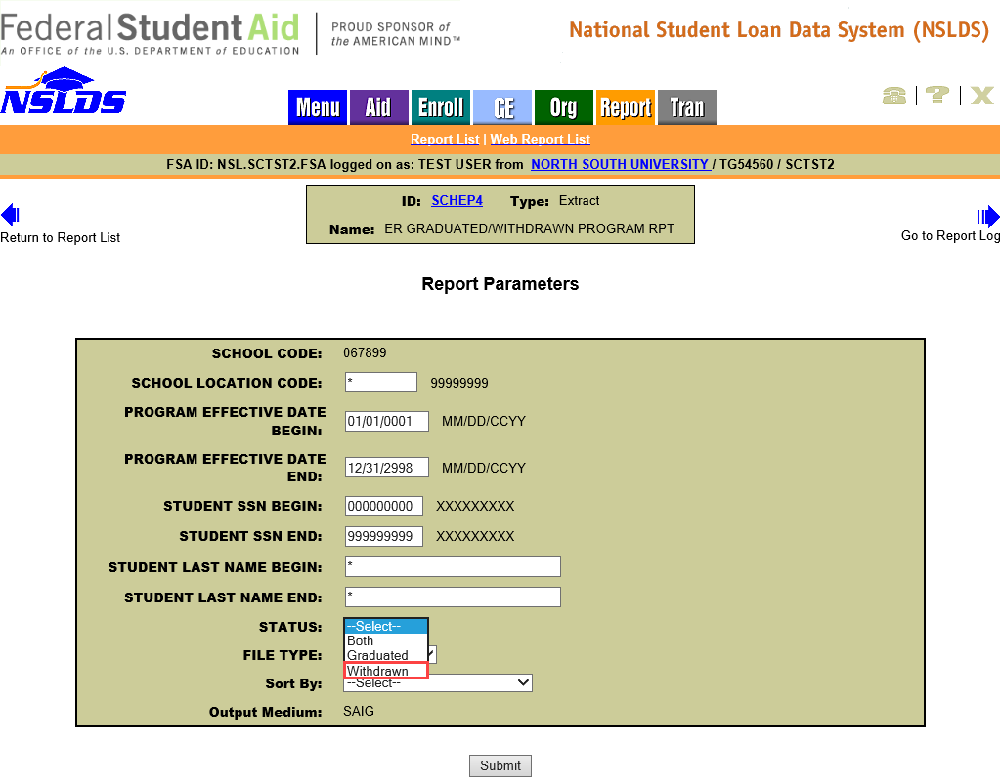 Federal Student Aid
An OFFICE of the U.S. DEPARTMENT of EDUCATION
PROUD SPONSOR of
the AMERICAN MIND™
National Student Loan Data System (NSLDS)
NSLDS
Menu Aid Enroll GE Org Report Tran
Report List | Web Report List
FSA ID: NSL.SCTST2.FSA logged on as: TEST USER from NORTH SOUTH UNIVERSITY / TG54560 / SCTST2
ID: SCHEP4 Type: Extract
Name: ER GRADUATED/WITHDRAWN PROGRAM RPT
Return to Report List
Go to Report Log
Report Parameters
SCHOOL CODE: 067899
SCHOOL LOCATION CODE: * 99999999
PROGRAM EFFECTIVE DATE
BEGIN: 01/01/0001 MM/DD/CCYY
PROGRAM EFFECTIVE DATE
END: 12/31/2998 MM/DD/CCYY
STUDENT SSN BEGIN: 000000000 XXXXXXXXX
STUDENT SSN END: 999999999 XXXXXXXXX
STUDENT LAST NAME BEGIN: *
STUDENT LAST NAME END: *
STATUS: --Select--
Both
FILE TYPE: Graduated
Withdrawn
Sort By: --Select--
Output Medium: SAIG
Submit